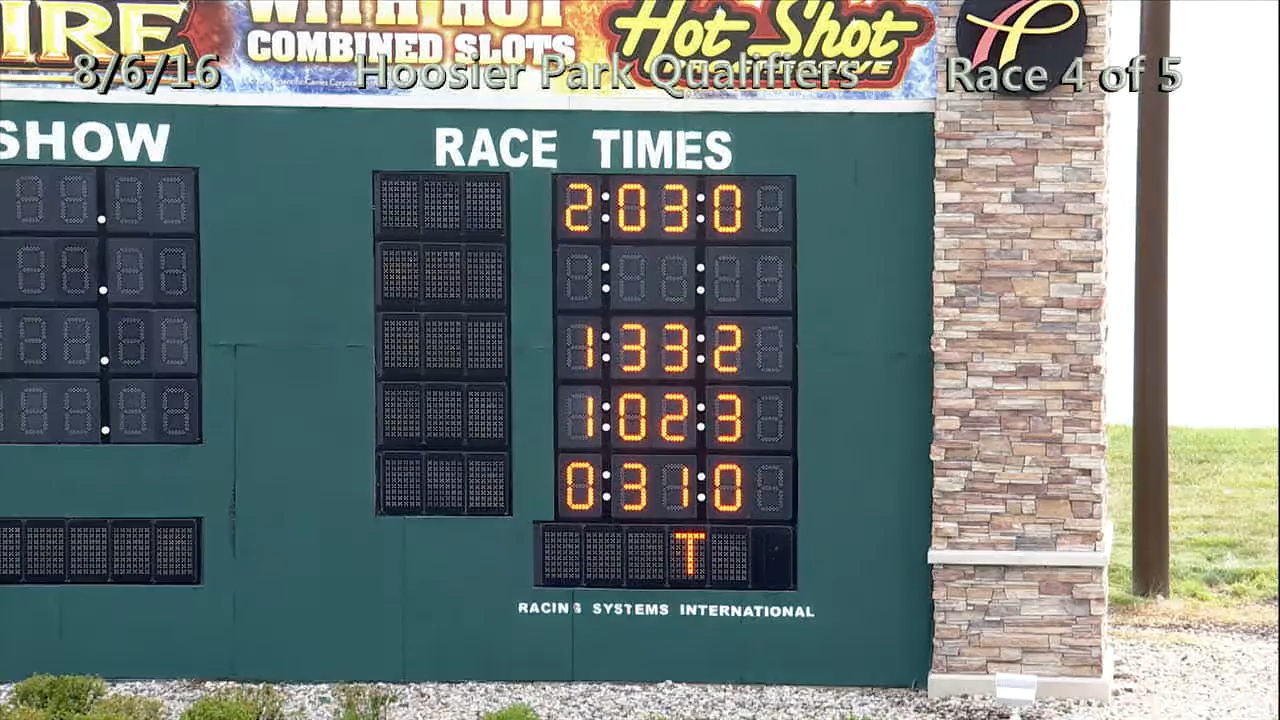 IRE
WITH HOT
COMBINED SLOTS
Hot Shot
8/6/16 Hoosier Park Qualifiers Race 4 of 5
SHOW
RACE TIMES
2:03:0
1:33:2
1:02:3
0:31:0
T
RACING SYSTEMS INTERNATIONAL